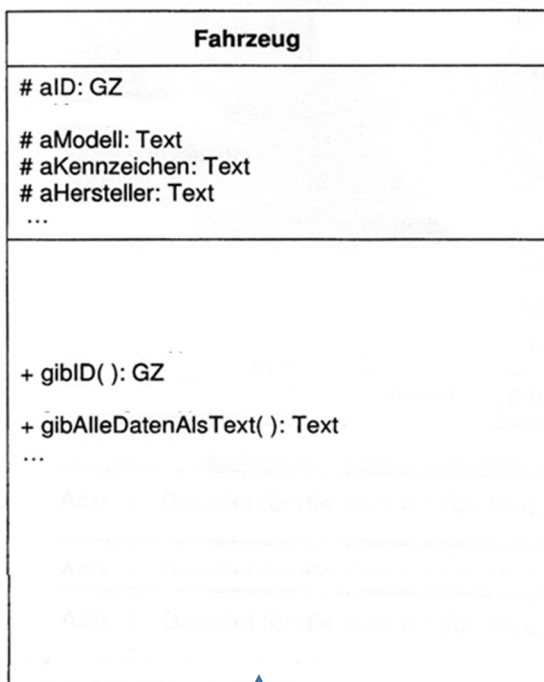 Fahrzeug
# aID: GZ
# aModell: Text
# aKennzeichen: Text
# aHersteller: Text
...
+ gibID( ): GZ
+ gibAlleDatenAlsText( ): Text
...